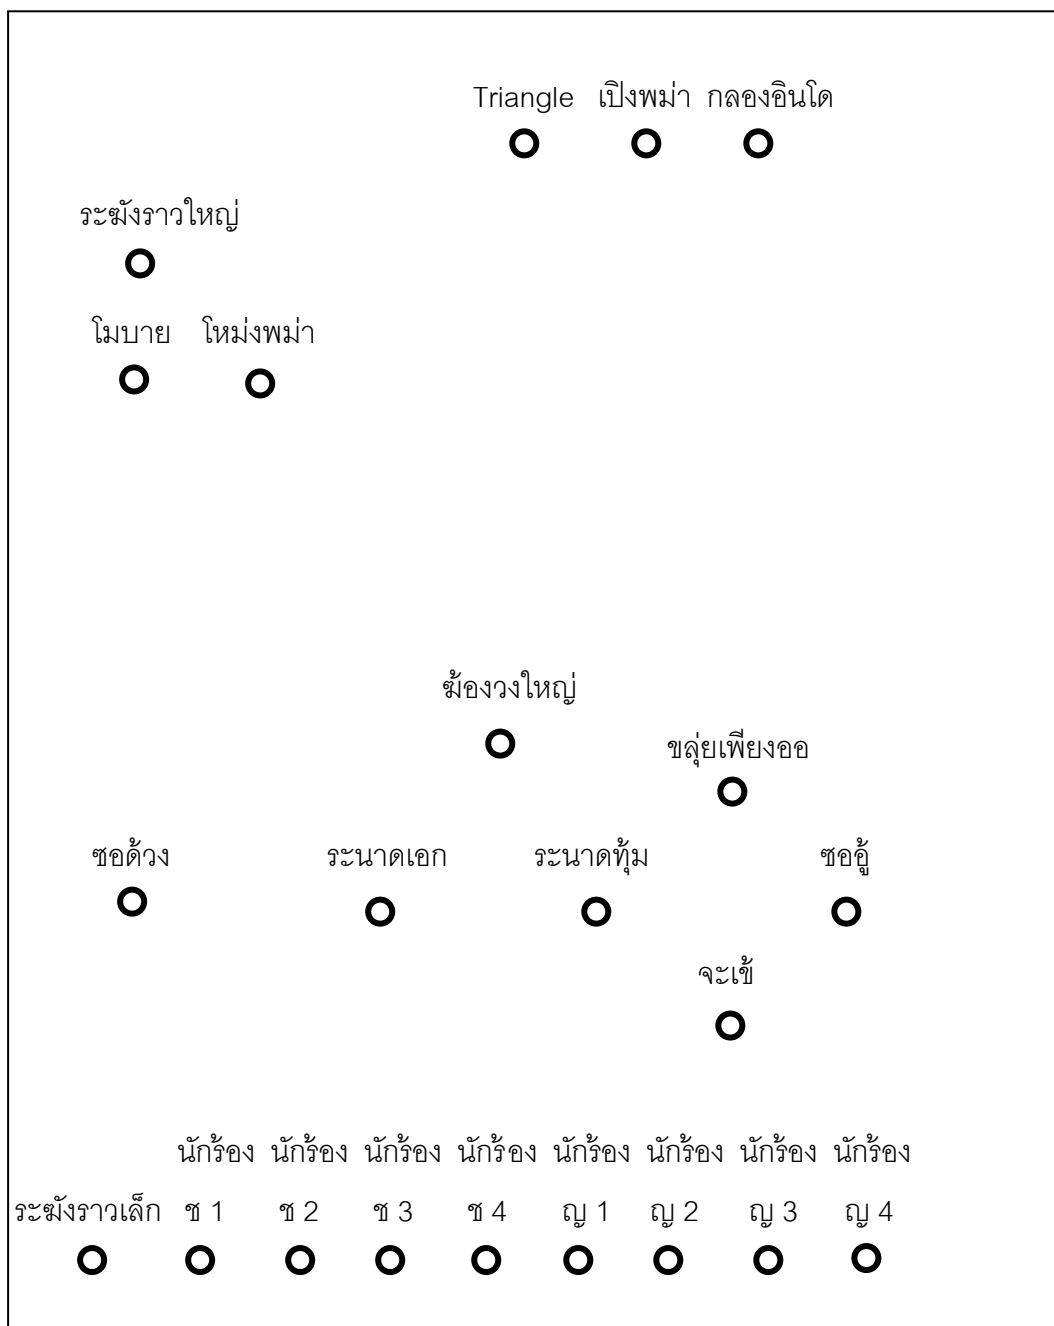 Triangle เปิงพม่า กลองอินโด
ระฆังราวใหญ่
โมบาย โหม่งพม่า
ฆ้องวงใหญ่
ขลุ่ยเพียงออ
ซอด้วง ระนาดเอก ระนาดทุ้ม ซออู้
จะเข้
นักร้อง นักร้อง นักร้อง นักร้อง นักร้อง นักร้อง นักร้อง นักร้อง
ระฆังราวเล็ก ช 1 ช 2 ช 3 ช 4 ญ 1 ญ 2 ญ 3 ญ 4